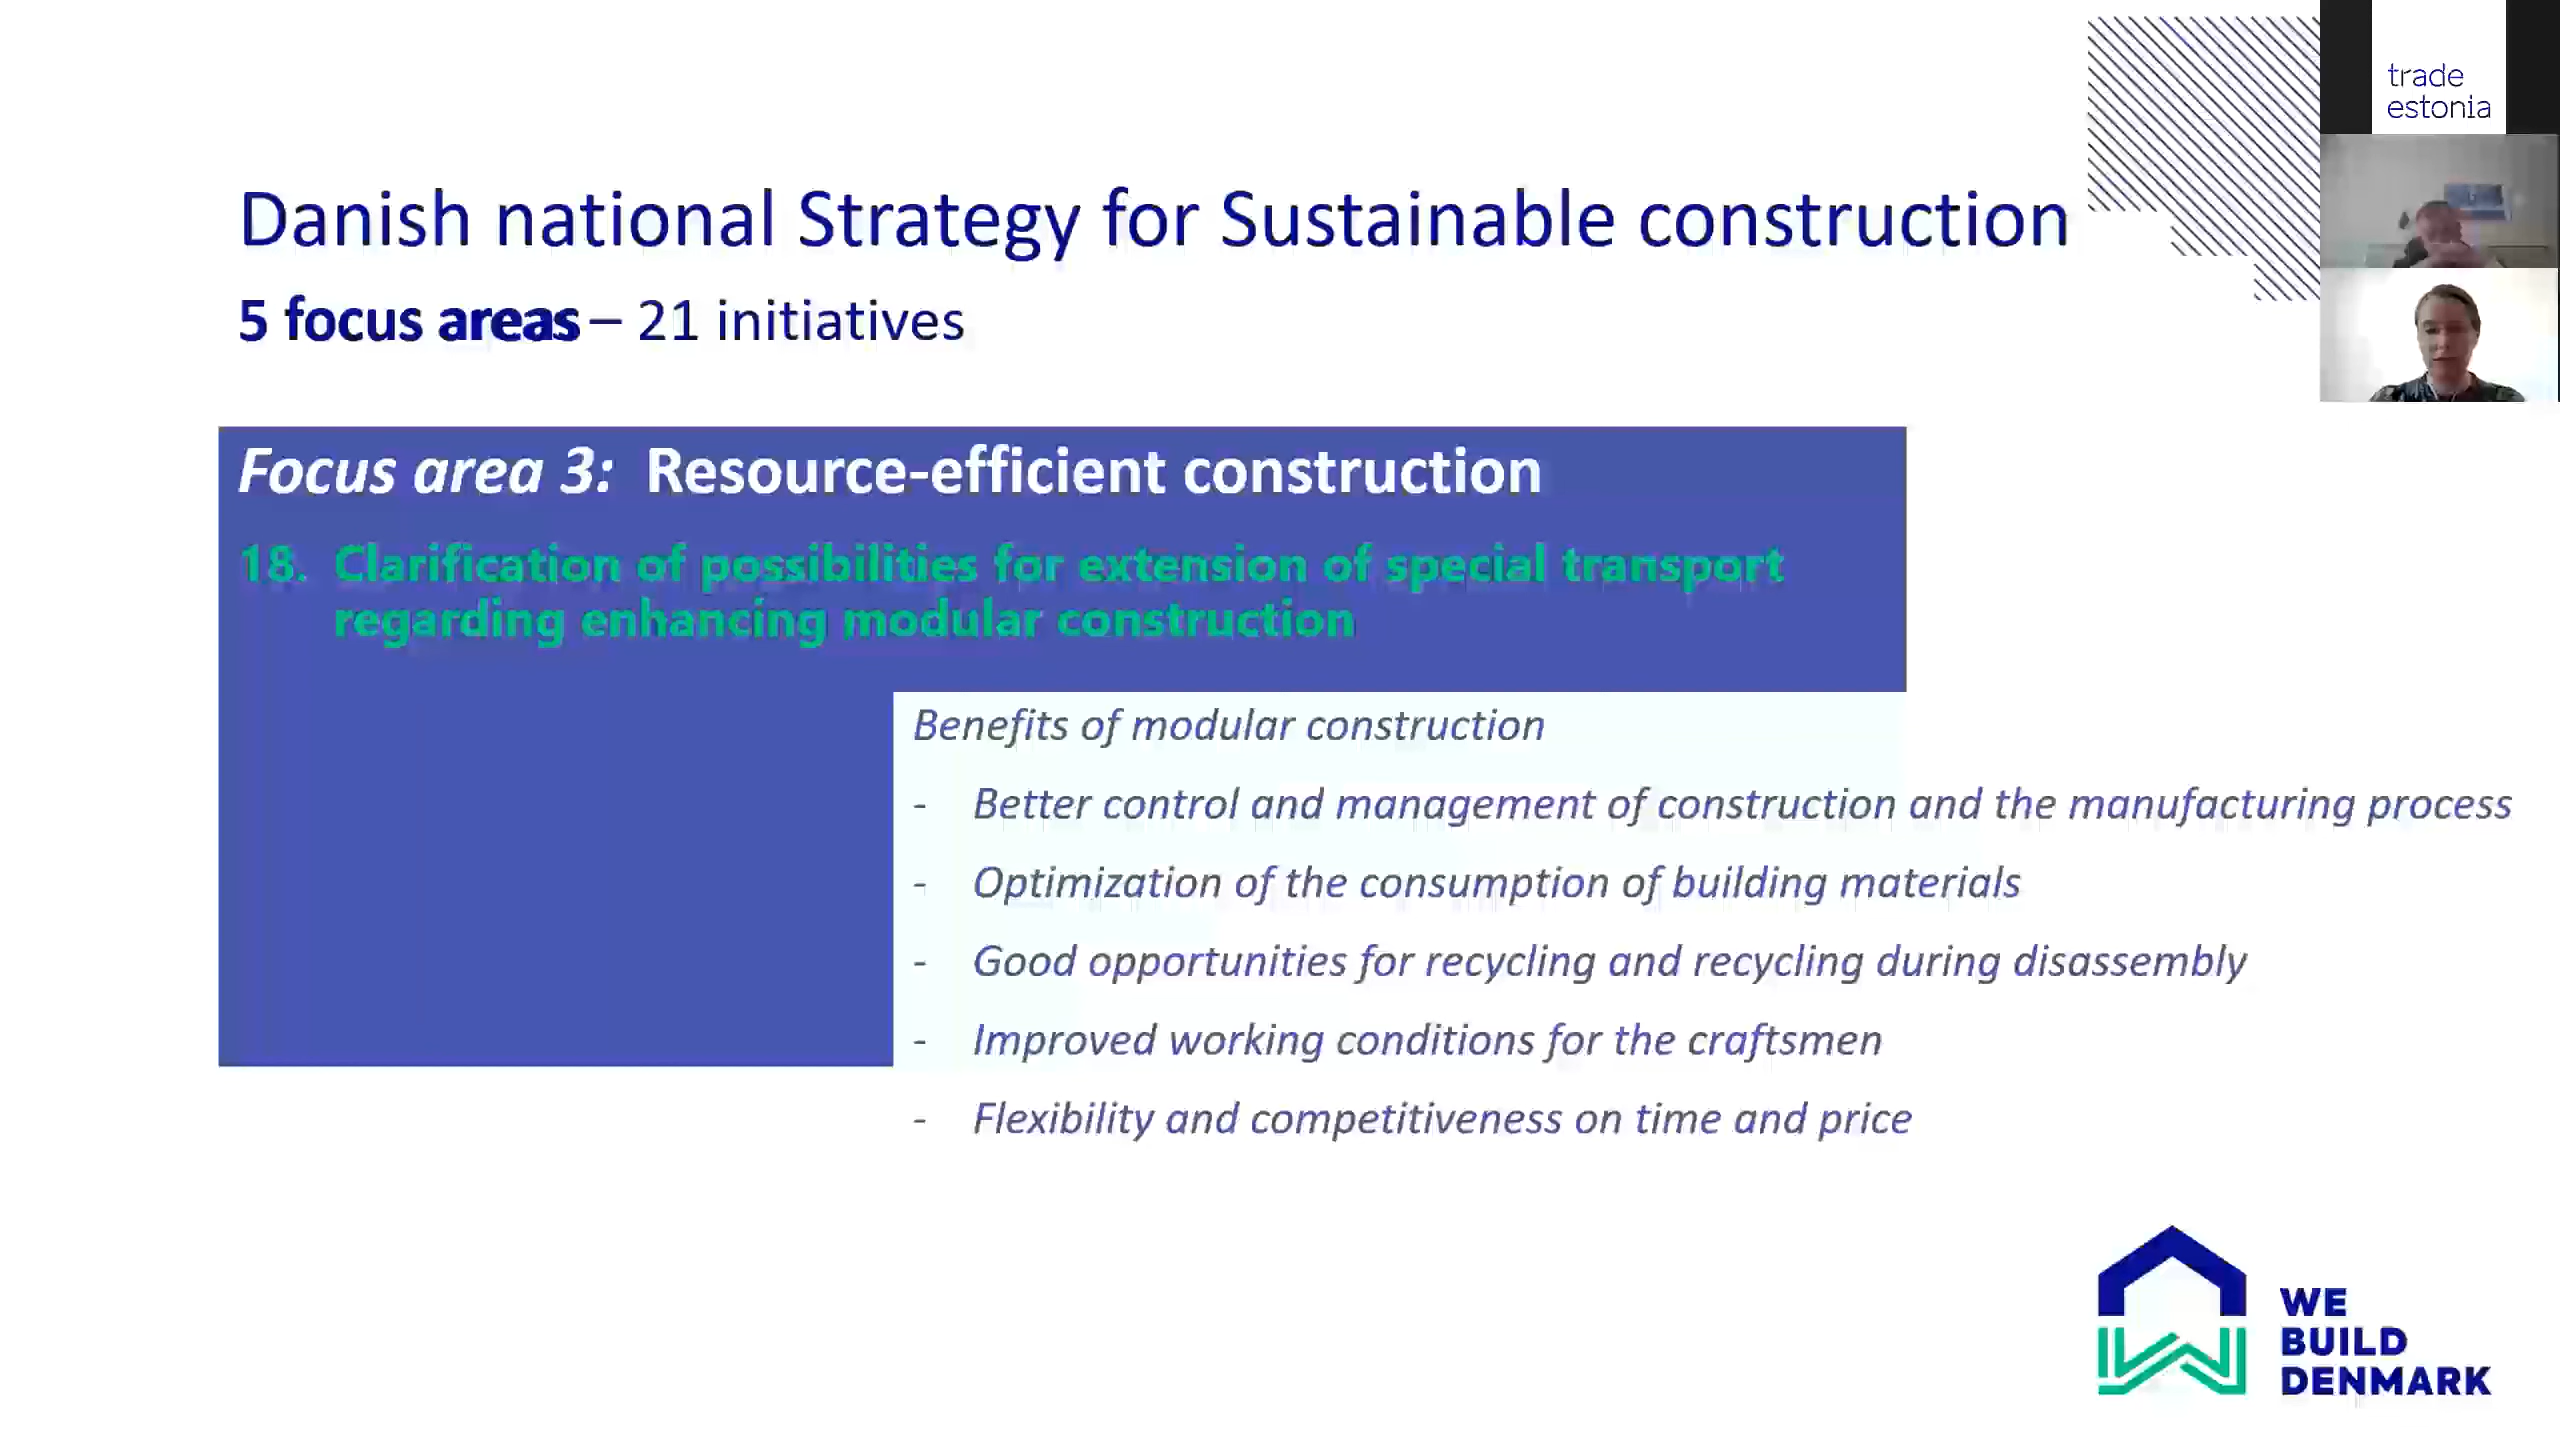 trade
estonia
Danish national Strategy for Sustainable construction
5 focus areas – 21 initiatives
Focus area 3: Resource-efficient construction
18. Clarification of possibilities for extension of special transport
regarding enhancing modular construction
Benefits of modular construction
- Better control and management of construction and the manufacturing process
- Optimization of the consumption of building materials
- Good opportunities for recycling and recycling during disassembly
- Improved working conditions for the craftsmen
- Flexibility and competitiveness on time and price
WE
BUILD
DENMARK